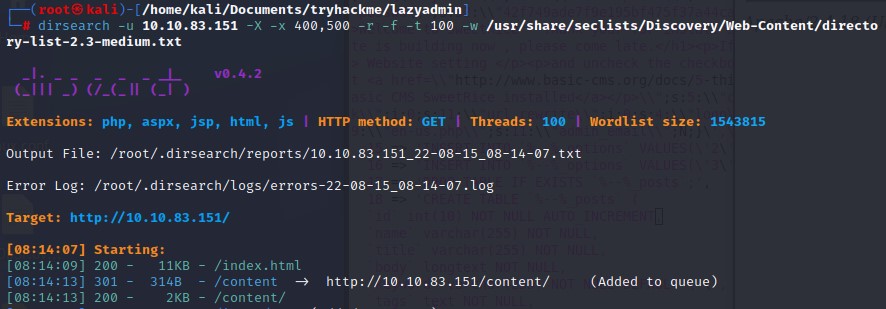 ┌──(root㉿kali)-[/home/kali/Documents/tryhackme/lazyadmin]
└─# dirsearch -u 10.10.83.151 -X -x 400,500 -r -f -t 100 -w /usr/share/seclists/Discovery/Web-Content/directo
ry-list-2.3-medium.txt
v0.4.2
Extensions: php, aspx, jsp, html, js | HTTP method: GET | Threads: 100 | Wordlist size: 1543815
Output File: /root/.dirsearch/reports/10.10.83.151_22-08-15_08-14-07.txt
Error Log: /root/.dirsearch/logs/errors-22-08-15_08-14-07.log
Target: http://10.10.83.151/
[08:14:07] Starting:
[08:14:09] 200 - 11KB - /index.html
[08:14:13] 301 - 314B - /content → http://10.10.83.151/content/ (Added to queue)
[08:14:13] 200 - 2KB - /content/